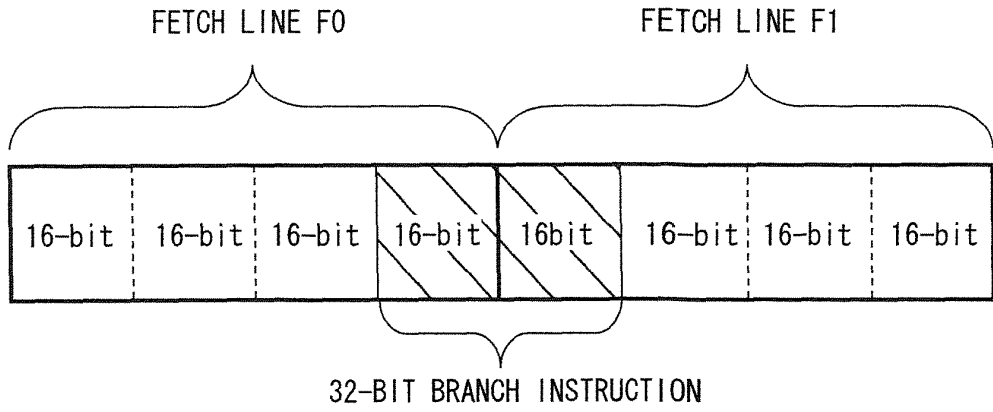 FETCH LINE F0 FETCH LINE F1
16-bit 16-bit 16-bit 16-bit 16bit 16-bit 16-bit 16-bit
32-BIT BRANCH INSTRUCTION